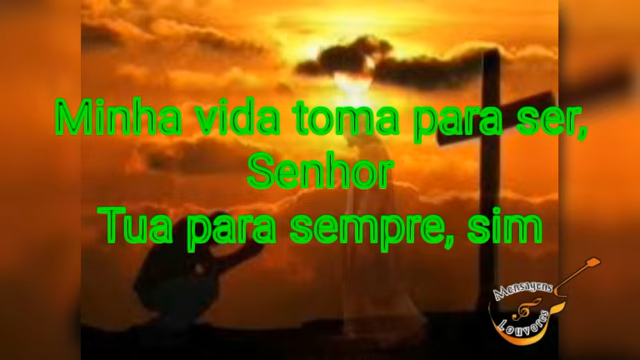 Minha vida toma para ser,
Senhor
Tua para sempre, sim
Mensagens
Louvores